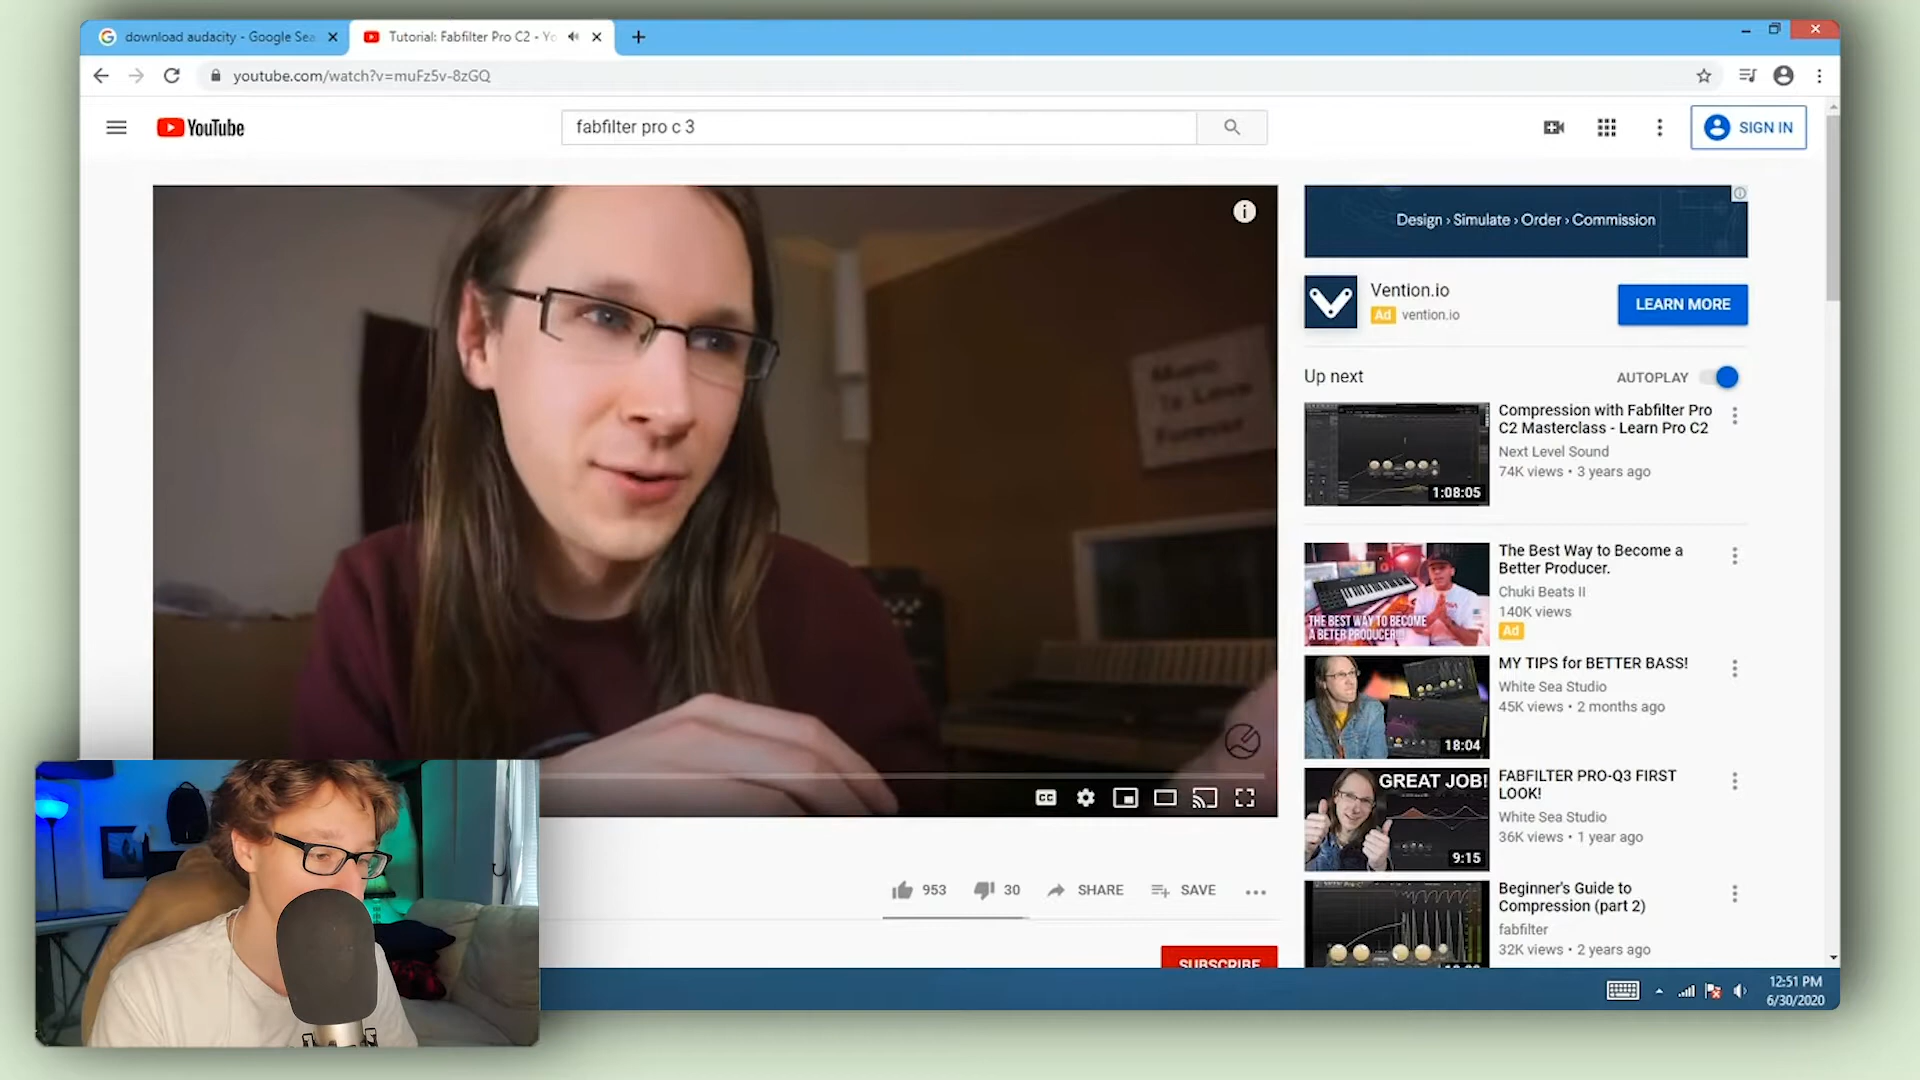 download audacity - Google Sea
Tutorial: Fabfilter Pro C2 - Yo
youtube.com/watch?v=muFz5v-8zGQ
YouTube
fabfilter pro c 3
SIGN IN
Design › Simulate › Order › Commission
Vention.io
Ad vention.io
LEARN MORE
Up next
AUTOPLAY
Compression with Fabfilter Pro
C2 Masterclass - Learn Pro C2
Next Level Sound
74K views • 3 years ago
1:08:05
The Best Way to Become a
Better Producer.
Chuki Beats II
140K views
Ad
THE BEST WAY TO BECOME
A BETER PRODUCER!!!
MY TIPS for BETTER BASS!
White Sea Studio
45K views • 2 months ago
18:04
GREAT JOB!
FABFILTER PRO-Q3 FIRST
LOOK!
White Sea Studio
36K views • 1 year ago
9:15
Beginner's Guide to
Compression (part 2)
fabfilter
32K views • 2 years ago
Music
To Level
Forever
CC
953
30
SHARE
SAVE
SUBSCRIBE
12:51 PM
6/30/2020